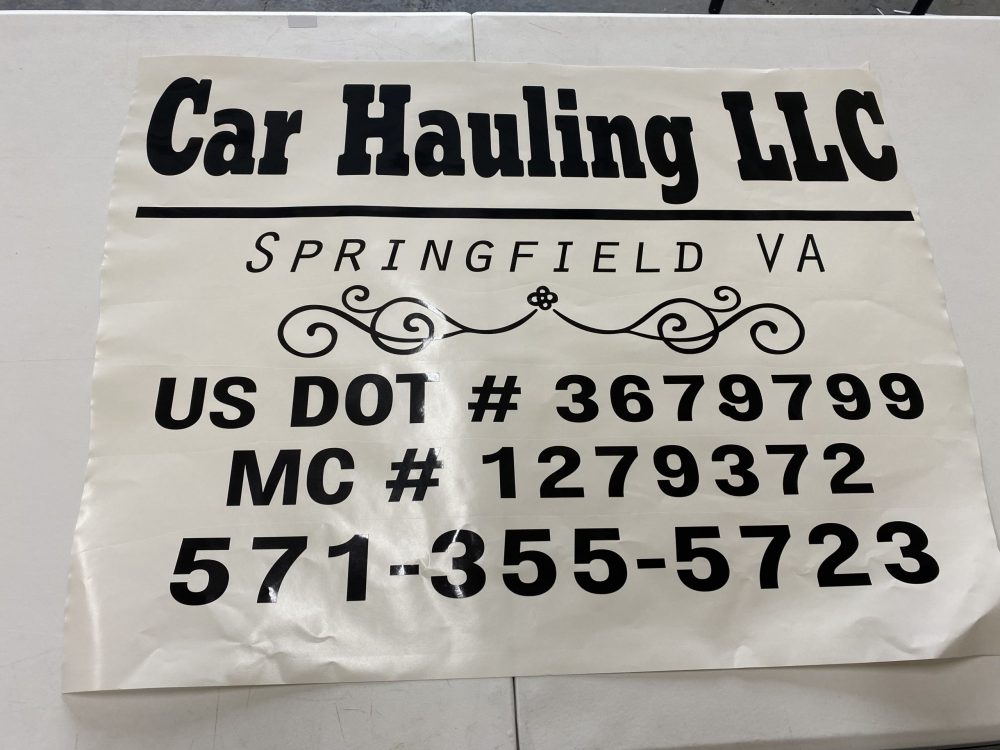 Car Hauling LLC
SPRINGFIELD VA
US DOT # 3679799
MC # 1279372
571-355-5723